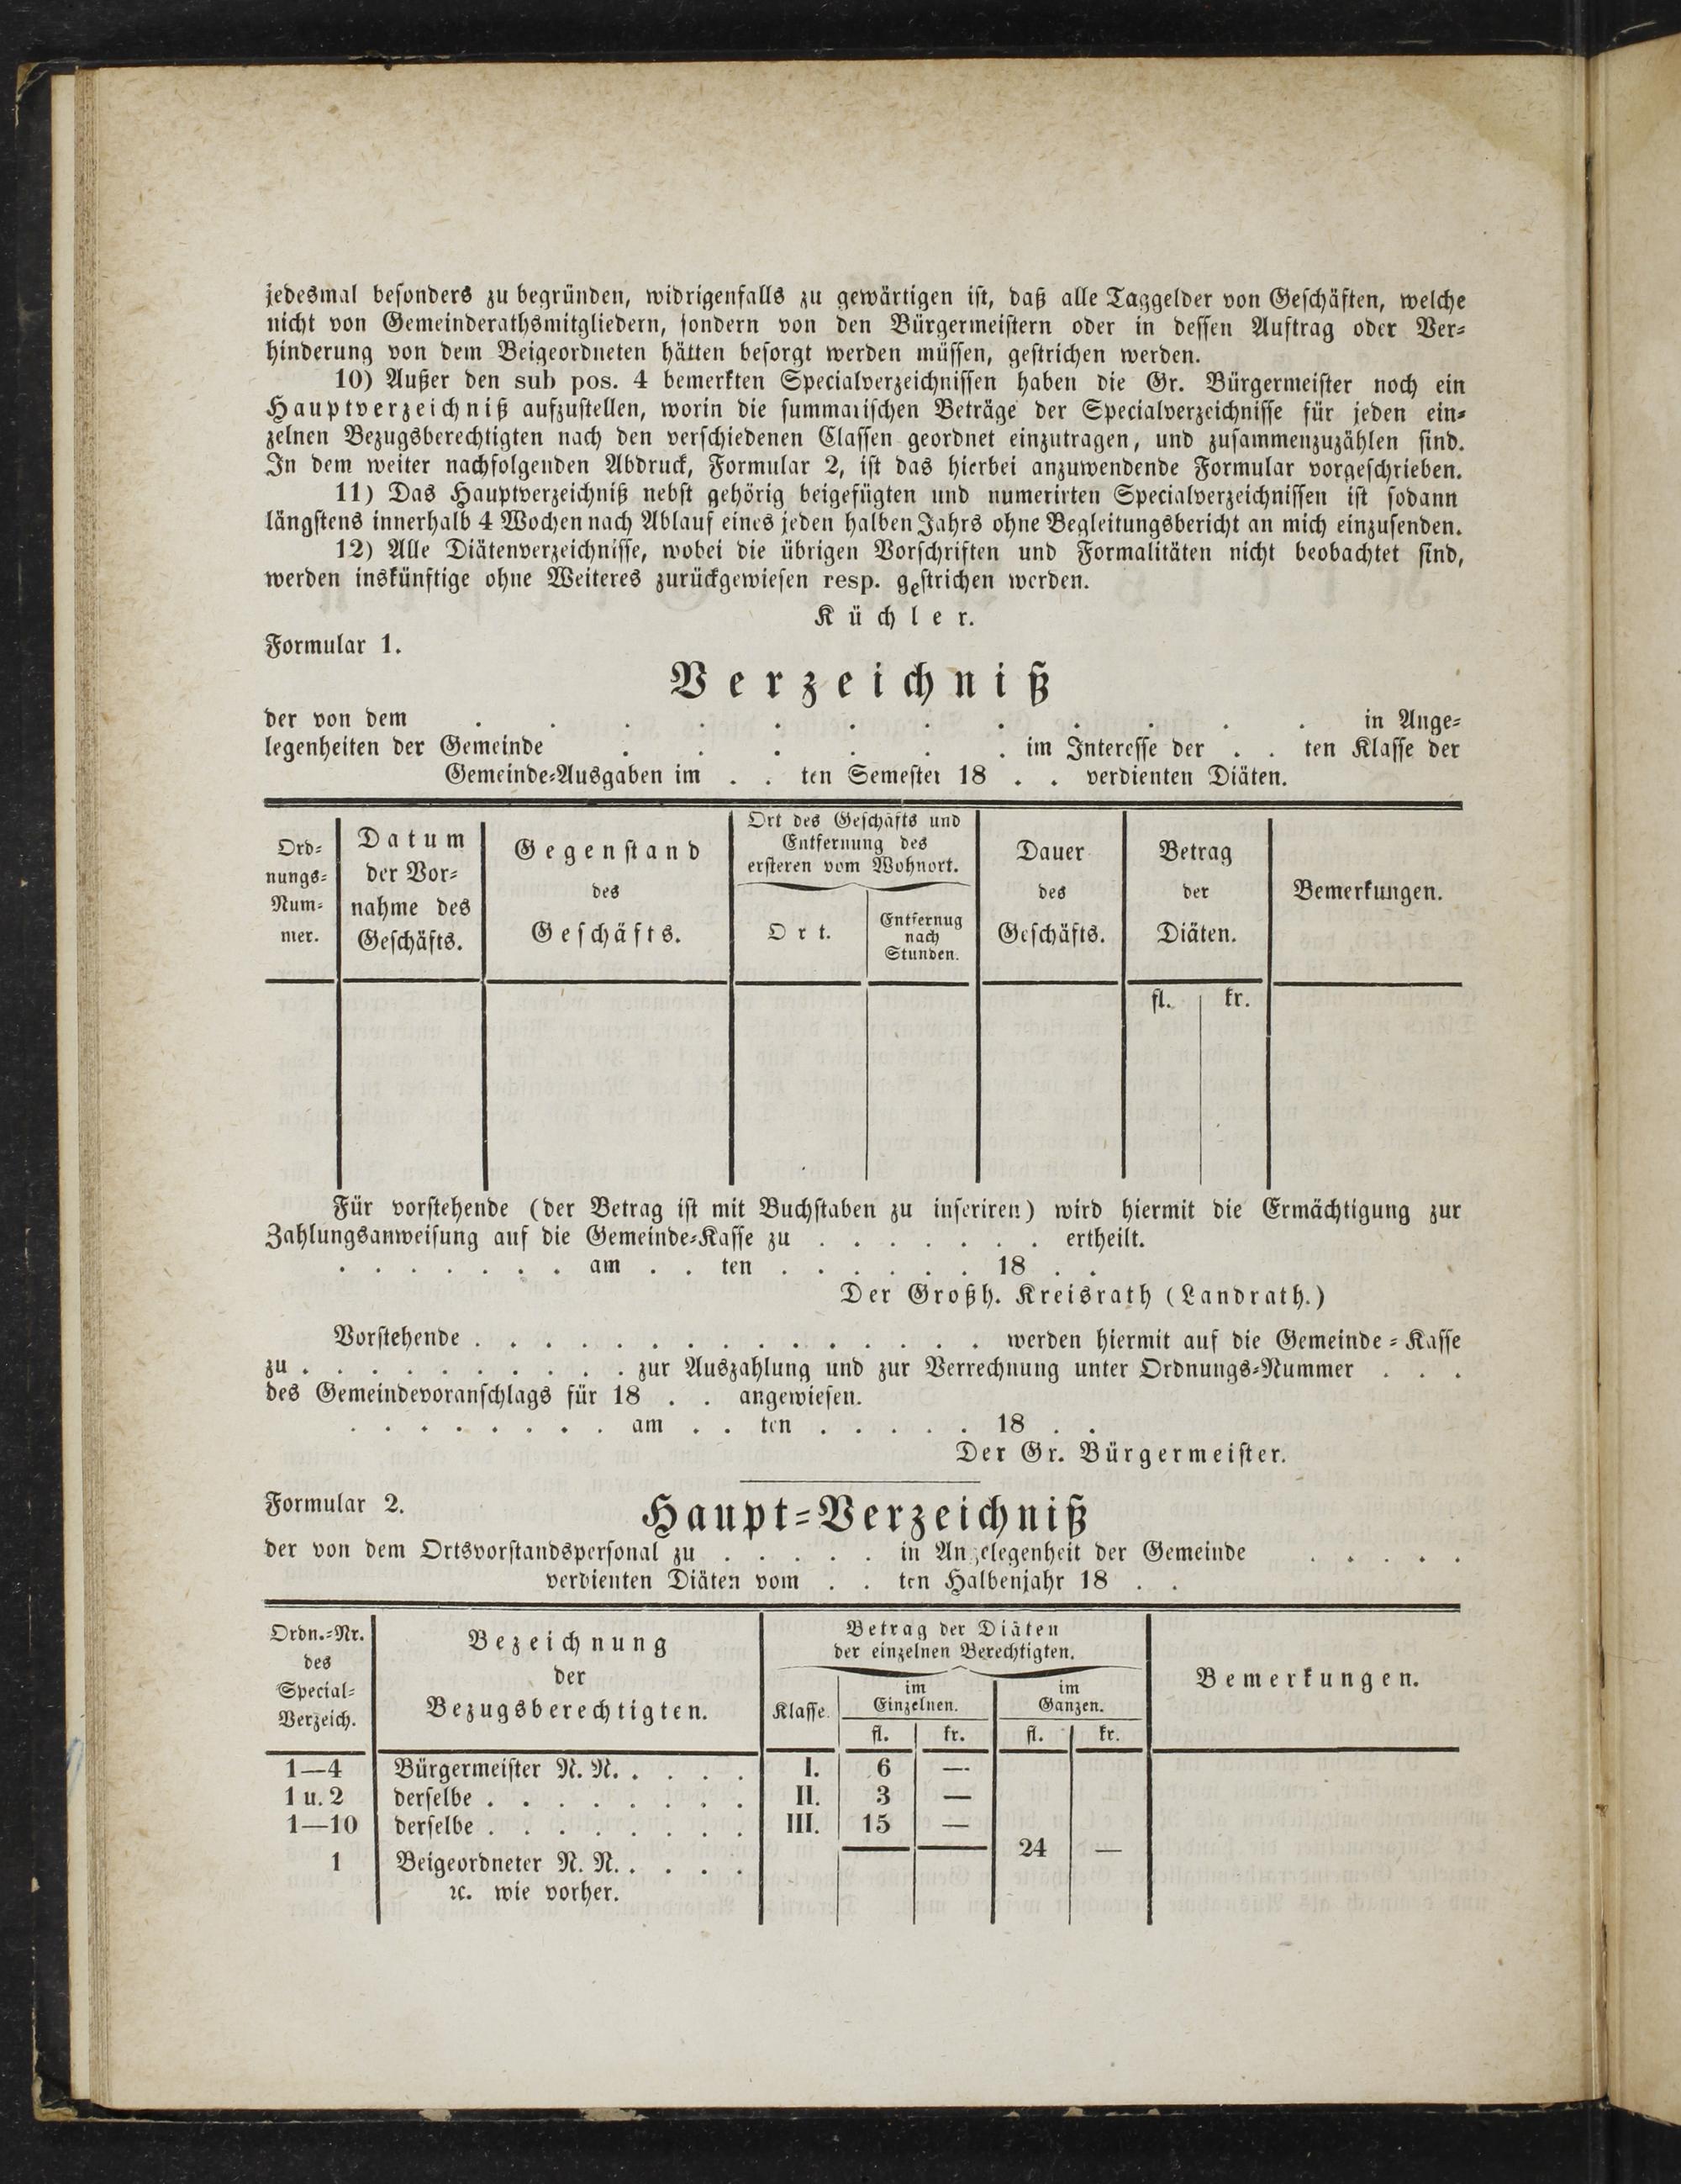 jedesmal besonders zu begründen, widrigenfalls zu gewärtigen ist, daß alle Taggelder von Geschäften, welche
nicht von Gemeinderathsmitgliedern, sondern von den Bürgermeistern oder in dessen Auftrag oder Ver-
hinderung von dem Beigeordneten hätten besorgt werden müssen, gestrichen werden.
10) Außer den sub pos. 4 bemerkten Specialverzeichnissen haben die Gr. Bürgermeister noch ein
Hauptverzeichniß aufzustellen, worin die summarischen Beträge der Specialverzeichnisse für jeden ein-
zelnen Bezugsberechtigten nach den verschiedenen Classen geordnet einzutragen, und zusammenzuzählen sind.
In dem weiter nachfolgenden Abdruck, Formular 2, ist das hierbei anzuwendende Formular vorgeschrieben.
11) Das Hauptverzeichniß nebst gehörig beigefügten und numerirten Specialverzeichnissen ist sodann
längstens innerhalb 4 Wochen nach Ablauf eines jeden halben Jahrs ohne Begleitungsbericht an mich einzusenden.
12) Alle Diätenverzeichnisse, wobei die übrigen Vorschriften und Formalitäten nicht beobachtet sind,
werden inskünftige ohne Weiteres zurückgewiesen resp. gestrichen werden.
Küchler.
Formular 1.
Verzeichniß
der von dem . . . . . . . . . . . . in Ange-
legenheiten der Gemeinde . . . . . . im Interesse der . . ten Klasse der
Gemeinde-Ausgaben im . . ten Semester 18 . . verdienten Diäten.
Ord-
nungs-
Num-
mer.
Datum
der Vor-
nahme des
Geschäfts.
Gegenstand
des
Geschäfts.
Ort des Geschäfts und
Entfernung des
ersteren vom Wohnort.
Ort.
Entfernug
nach
Stunden.
Dauer
des
Geschäfts.
Betrag
der
Diäten.
Bemerkungen.
fl. kr.
Für vorstehende (der Betrag ist mit Buchstaben zu inseriren) wird hiermit die Ermächtigung zur
Zahlungsanweisung auf die Gemeinde-Kasse zu . . . . . . . ertheilt.
. . . . . . . am . . ten . . . . . . 18 . .
Der Großh. Kreisrath (Landrath.)
Vorstehende . . . . . . . . . . . . . . werden hiermit auf die Gemeinde-Kasse
zu . . . . . . . . . . zur Auszahlung und zur Verrechnung unter Ordnungs-Nummer . . .
des Gemeindevoranschlags für 18 . . angewiesen.
. . . . . . . . am . . ten . . . . . 18 . .
Der Gr. Bürgermeister.
Formular 2.
Haupt-Verzeichniß
der von dem Ortsvorstandspersonal zu . . . . . in Angelegenheit der Gemeinde . . . . .
verdienten Diäten vom . . ten Halbenjahr 18 . .
Ordn.-Nr.
des
Special-
Verzeich.
Bezeichnung
der
Bezugsberechtigten.
Betrag der Diäten
der einzelnen Berechtigten.
Klasse.
im
Einzelnen.
im
Ganzen.
Bemerkungen.
fl. kr. fl. kr.
1—4 Bürgermeister N. N. . . . . I. 6 —
1 u. 2 derselbe . . . . . . . . II. 3 —
1—10 derselbe . . . . . . . . III. 15 —
24 —
1 Beigeordneter N. N. . . . .
ꝛc. wie vorher.